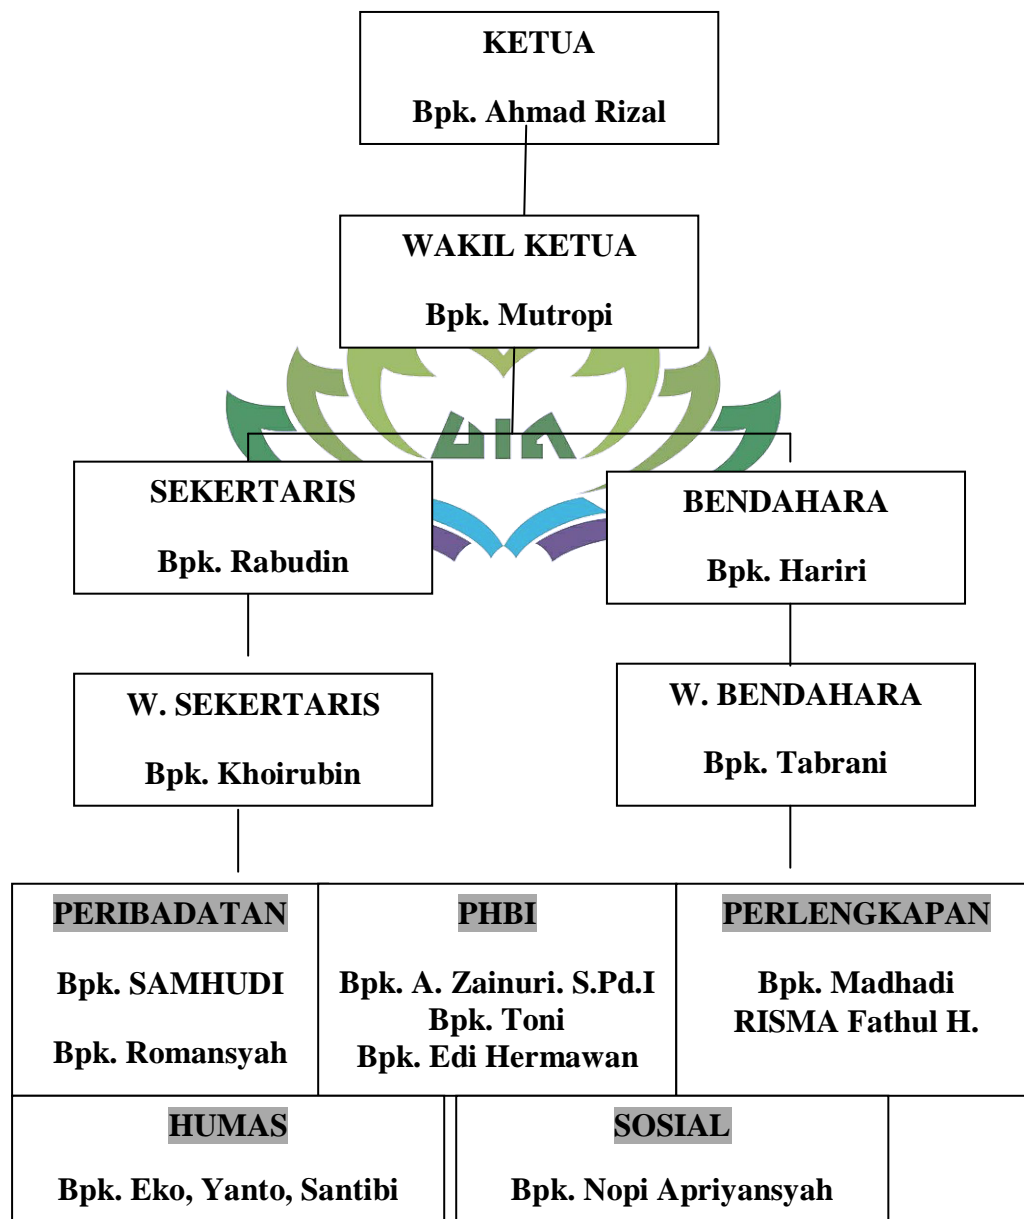 KETUA
Bpk. Ahmad Rizal
WAKIL KETUA
Bpk. Mutropi
UIN
SEKERTARIS
Bpk. Rabudin
BENDAHARA
Bpk. Hariri
W. SEKERTARIS
Bpk. Khoirubin
W. BENDAHARA
Bpk. Tabrani
PERIBADATAN
Bpk. SAMHUDI
Bpk. Romansyah
PHBI
Bpk. A. Zainuri. S.Pd.I
Bpk. Toni
Bpk. Edi Hermawan
PERLENGKAPAN
Bpk. Madhadi
RISMA Fathul H.
HUMAS
Bpk. Eko, Yanto, Santibi
SOSIAL
Bpk. Nopi Apriyansyah